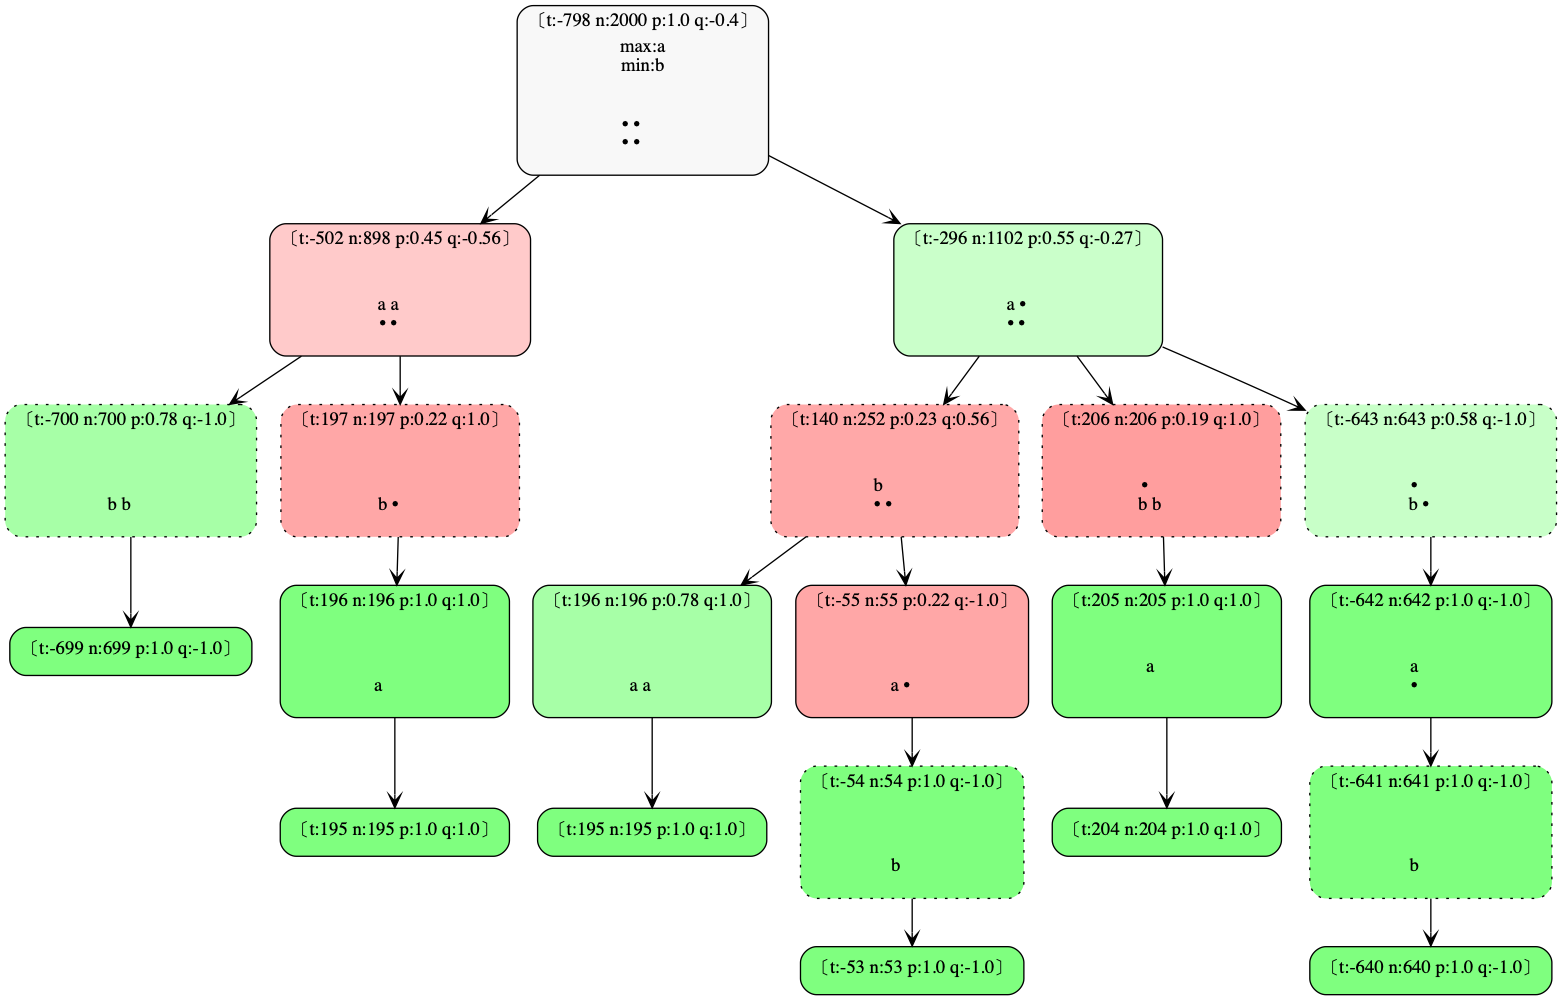 〔t:-798 n:2000 p:1.0 q:-0.4〕
max:a
min:b
• •
• •
〔t:-502 n:898 p:0.45 q:-0.56〕
a a
• •
〔t:-296 n:1102 p:0.55 q:-0.27〕
a •
• •
〔t:-700 n:700 p:0.78 q:-1.0〕
b b
〔t:197 n:197 p:0.22 q:1.0〕
b •
〔t:140 n:252 p:0.23 q:0.56〕
b
• •
〔t:206 n:206 p:0.19 q:1.0〕
•
b b
〔t:-643 n:643 p:0.58 q:-1.0〕
•
b •
〔t:-699 n:699 p:1.0 q:-1.0〕
〔t:196 n:196 p:1.0 q:1.0〕
a
〔t:196 n:196 p:0.78 q:1.0〕
a a
〔t:-55 n:55 p:0.22 q:-1.0〕
a •
〔t:205 n:205 p:1.0 q:1.0〕
a
〔t:-642 n:642 p:1.0 q:-1.0〕
a
•
〔t:195 n:195 p:1.0 q:1.0〕
〔t:195 n:195 p:1.0 q:1.0〕
〔t:-54 n:54 p:1.0 q:-1.0〕
b
〔t:204 n:204 p:1.0 q:1.0〕
〔t:-641 n:641 p:1.0 q:-1.0〕
b
〔t:-53 n:53 p:1.0 q:-1.0〕
〔t:-640 n:640 p:1.0 q:-1.0〕